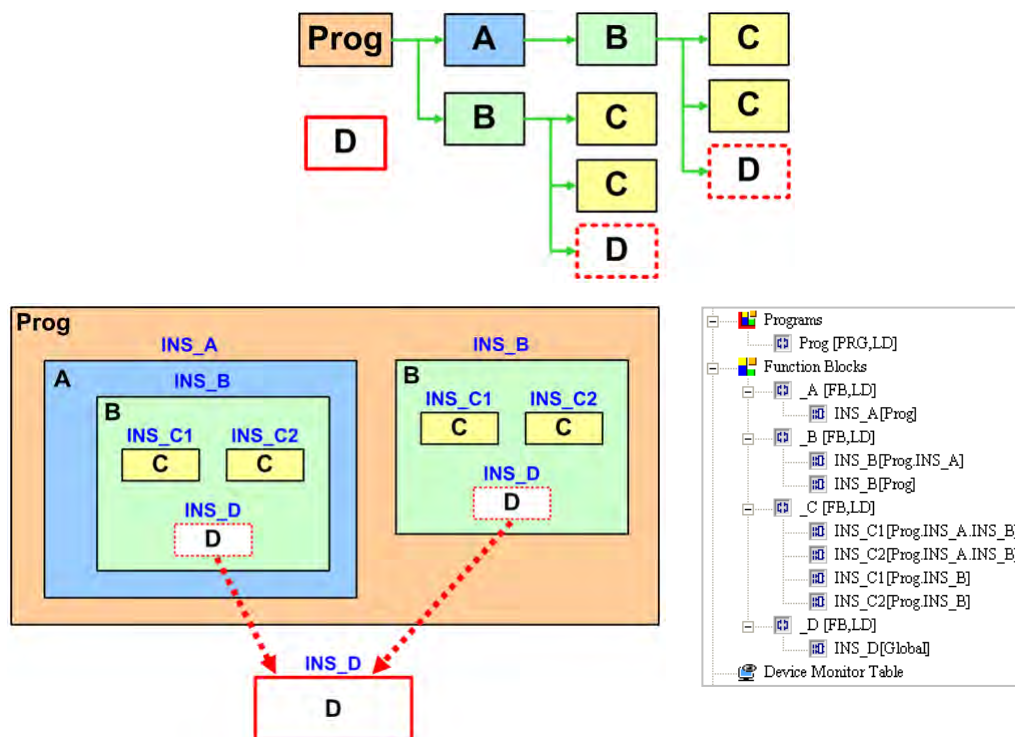 Prog
A
B
C
D
B
C
C
C
D
D
Prog
INS_A
A
INS_B
B
INS_C1
INS_C2
C
C
INS_D
D
INS_B
B
INS_C1
INS_C2
C
C
INS_D
D
INS_D
D
Programs
Prog [PRG,LD]
Function Blocks
_A [FB,LD]
INS_A[Prog]
_B [FB,LD]
INS_B[Prog.INS_A]
INS_B[Prog]
_C [FB,LD]
INS_C1[Prog.INS_A.INS_B]
INS_C2[Prog.INS_A.INS_B]
INS_C1[Prog.INS_B]
INS_C2[Prog.INS_B]
_D [FB,LD]
INS_D[Global]
Device Monitor Table